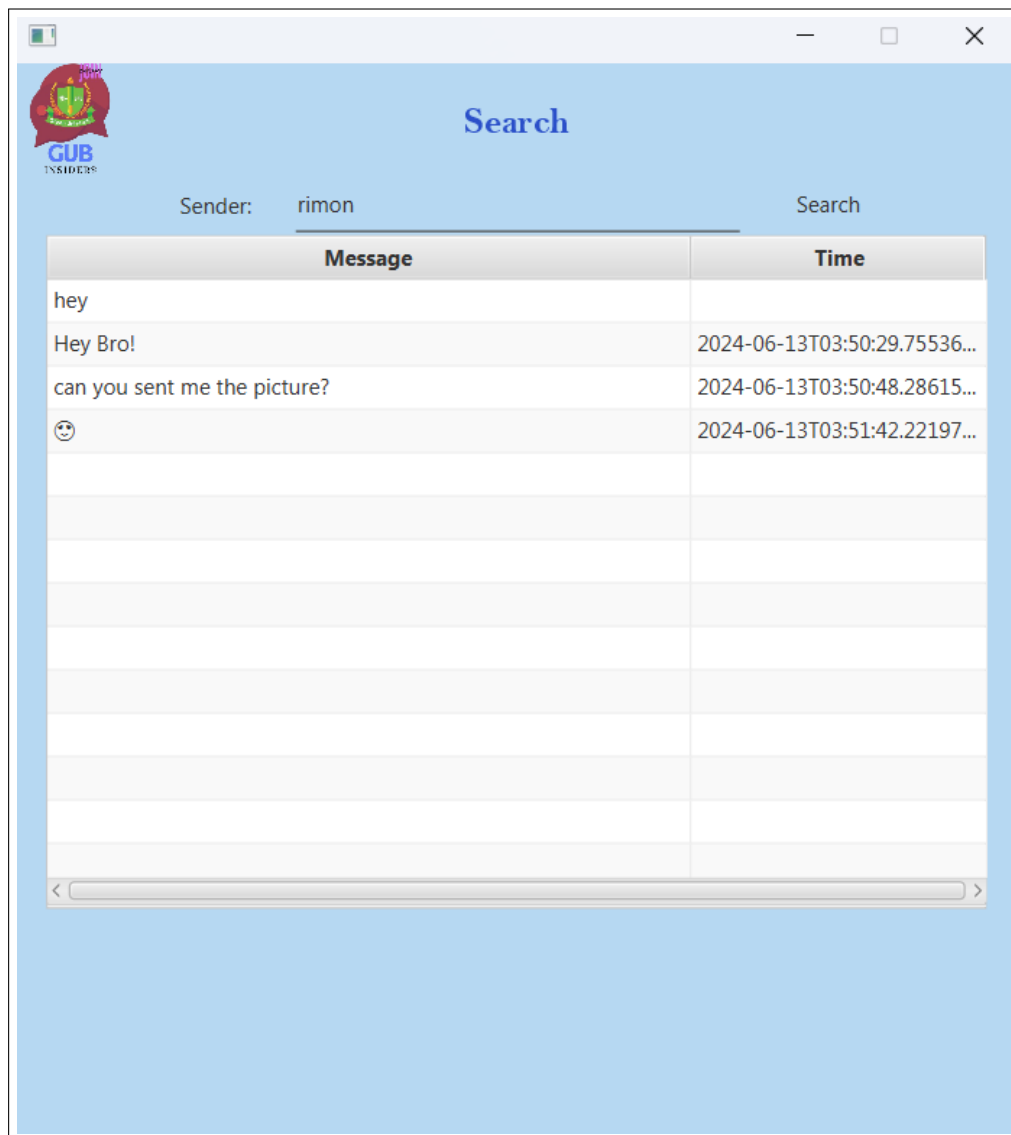 Search
GUB
INSIDERS
Sender: rimon Search
Message Time
hey
Hey Bro! 2024-06-13T03:50:29.75536...
can you sent me the picture? 2024-06-13T03:50:48.28615...
🙂 2024-06-13T03:51:42.22197...